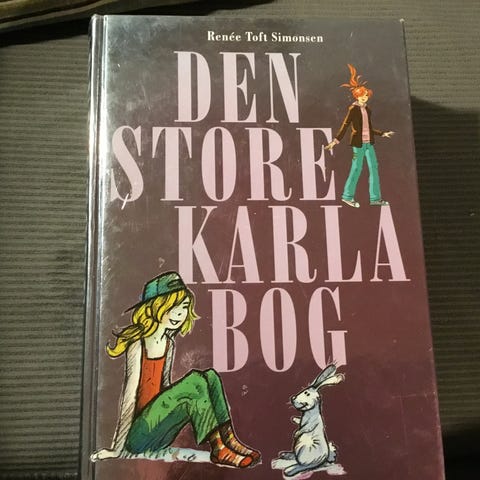 Renée Toft Simonsen
DEN
STORE
KARLA
BOG